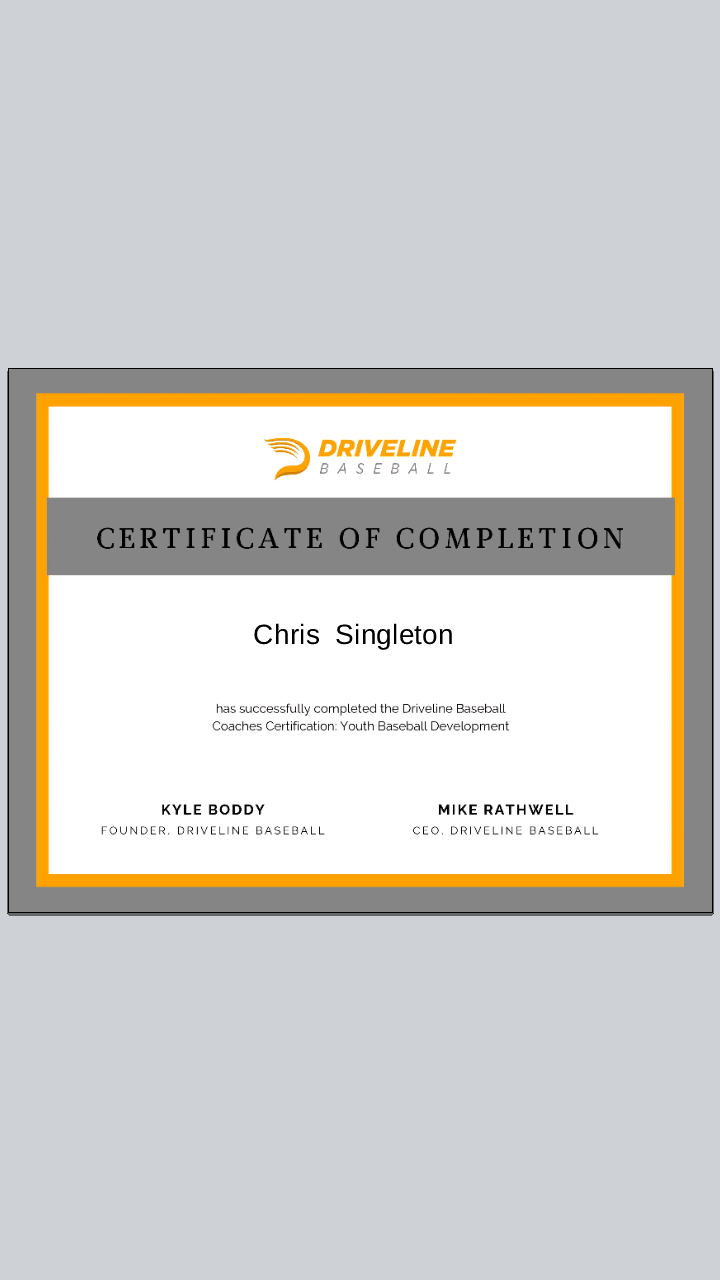 DRIVELINE
BASEBALL
CERTIFICATE OF COMPLETION
Chris Singleton
has successfully completed the Driveline Baseball
Coaches Certification: Youth Baseball Development
KYLE BODDY
FOUNDER, DRIVELINE BASEBALL
MIKE RATHWELL
CEO, DRIVELINE BASEBALL